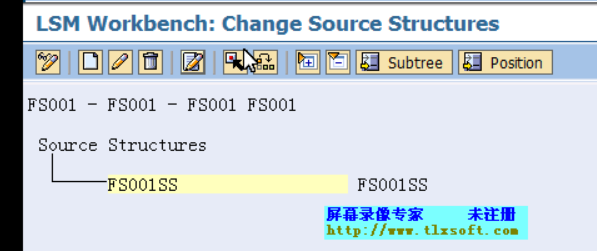 LSM Workbench: Change Source Structures
Subtree Position
FS001 - FS001 - FS001 FS001
Source Structures
FS001SS FS001SS
屏幕录像专家 未注册
http://www.tlxsoft.com